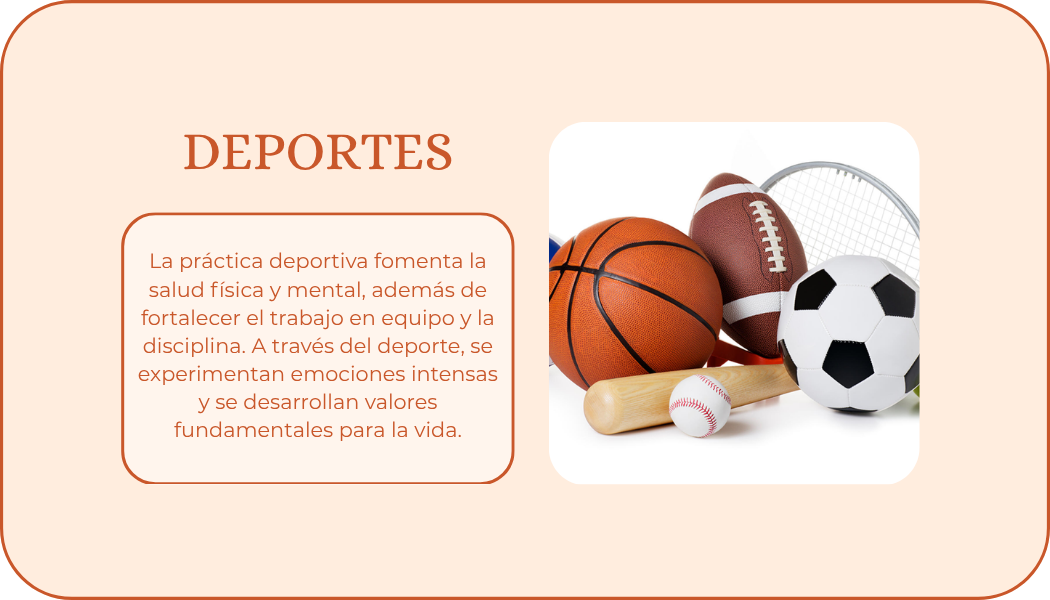 DEPORTES
La práctica deportiva fomenta la
salud física y mental, además de
fortalecer el trabajo en equipo y la
disciplina. A través del deporte, se
experimentan emociones intensas
y se desarrollan valores
fundamentales para la vida.